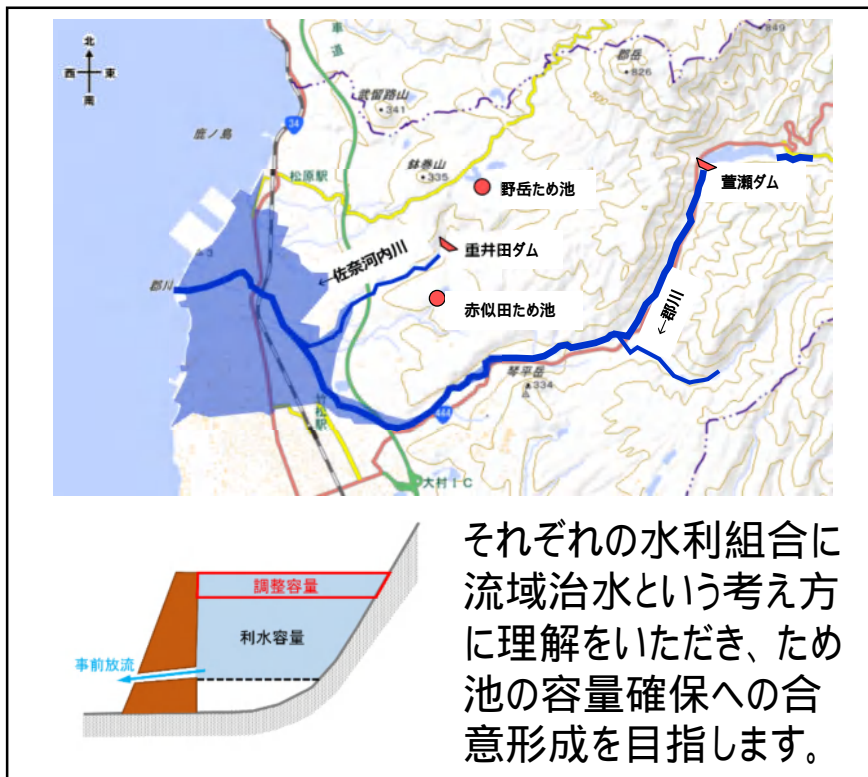 北
西 東
南
車
道
849
郡岳
・826
500
武留路山
・341
34
鹿ノ島
松原駅
鉢巻山
・335
野岳ため池
萱瀬ダム
←佐奈河内川
重井田ダム
3
郡川
赤似田ため池
←郡川
琴平岳
・334
竹松駅
444
大村IC
調整容量
利水容量
事前放流
それぞれの水利組合に
流域治水という考え方
に理解をいただき、ため
池の容量確保への合
意形成を目指します。